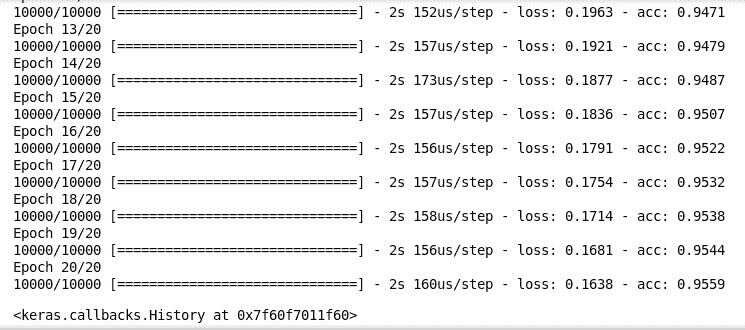 10000/10000 [==============================] - 2s 152us/step - loss: 0.1963 - acc: 0.9471
Epoch 13/20
10000/10000 [==============================] - 2s 157us/step - loss: 0.1921 - acc: 0.9479
Epoch 14/20
10000/10000 [==============================] - 2s 173us/step - loss: 0.1877 - acc: 0.9487
Epoch 15/20
10000/10000 [==============================] - 2s 157us/step - loss: 0.1836 - acc: 0.9507
Epoch 16/20
10000/10000 [==============================] - 2s 156us/step - loss: 0.1791 - acc: 0.9522
Epoch 17/20
10000/10000 [==============================] - 2s 157us/step - loss: 0.1754 - acc: 0.9532
Epoch 18/20
10000/10000 [==============================] - 2s 158us/step - loss: 0.1714 - acc: 0.9538
Epoch 19/20
10000/10000 [==============================] - 2s 156us/step - loss: 0.1681 - acc: 0.9544
Epoch 20/20
10000/10000 [==============================] - 2s 160us/step - loss: 0.1638 - acc: 0.9559
<keras.callbacks.History at 0x7f60f7011f60>